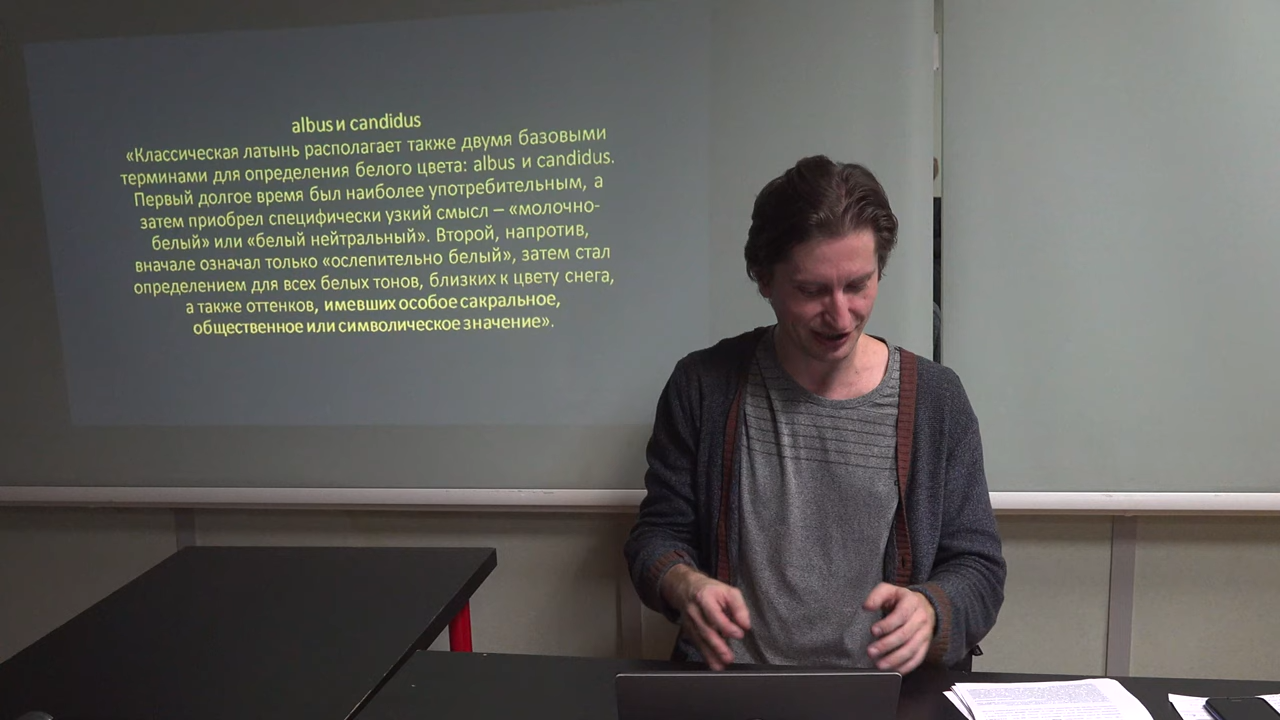 albus и candidus
«Классическая латынь располагает также двумя базовыми
терминами для определения белого цвета: albus и candidus.
Первый долгое время был наиболее употребительным, а
затем приобрел специфически узкий смысл – «молочно-
белый» или «белый нейтральный». Второй, напротив,
вначале означал только «ослепительно белый», затем стал
определением для всех белых тонов, близких к цвету снега,
а также оттенков, имевших особое сакральное,
общественное или символическое значение».